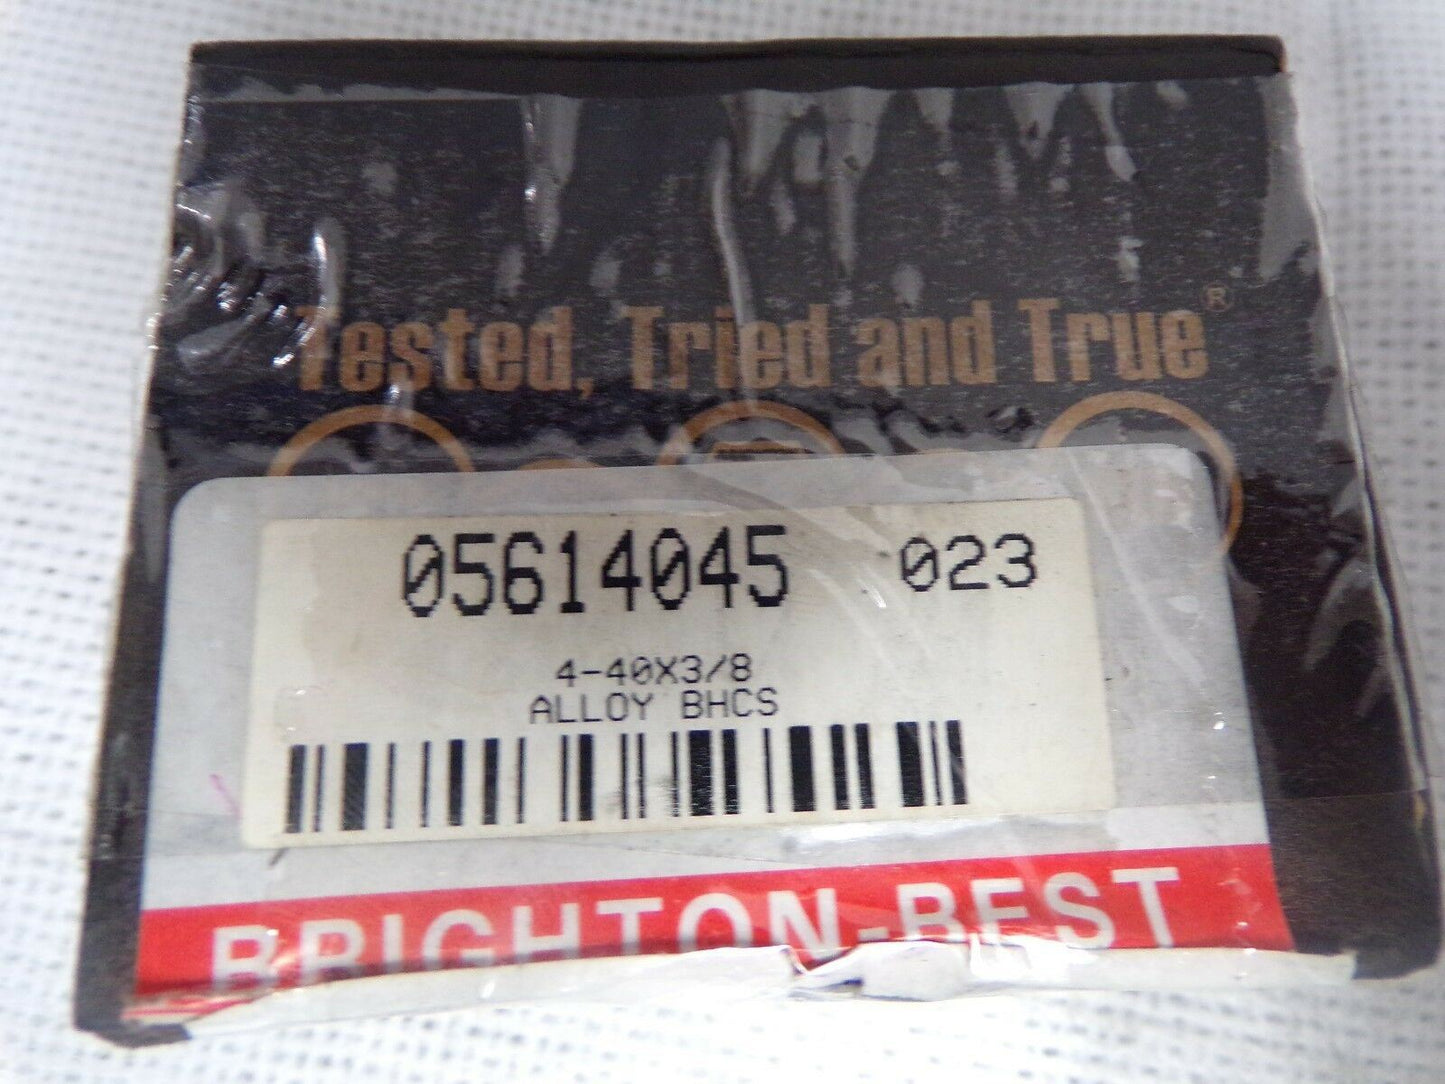 Tested, Tried and True®
05614045 023
4-40X3/8
ALLOY BHCS
BRIGHTON-BEST